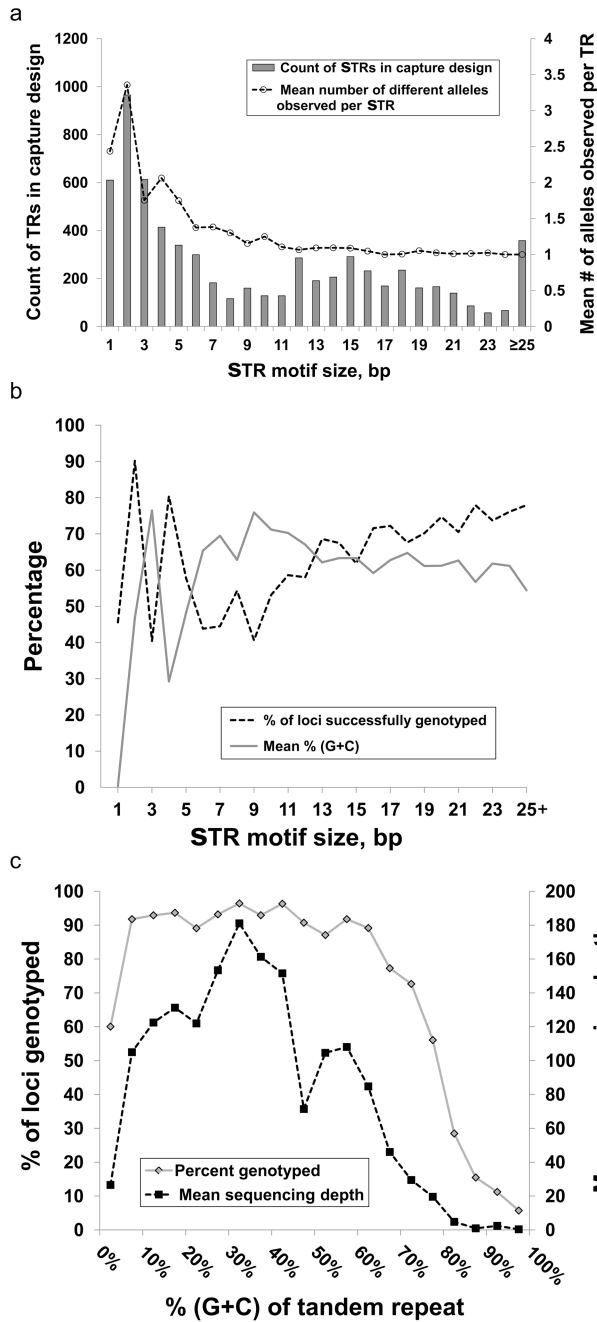 a
1200
1000
800
600
400
200
0
Count of TRs in capture design
4
3.5
3
2.5
2
1.5
1
0.5
0
Mean # of alleles observed per TR
Count of STRs in capture design
Mean number of different alleles
observed per STR
1 3 5 7 9 11 13 15 17 19 21 23 ≥25
STR motif size, bp
b
100
90
80
70
60
50
40
30
20
10
0
Percentage
% of loci successfully genotyped
Mean % (G+C)
1 3 5 7 9 11 13 15 17 19 21 23 25+
STR motif size, bp
c
100
90
80
70
60
50
40
30
20
10
0
% of loci genotyped
200
180
160
140
120
100
80
60
40
20
0
Percent genotyped
Mean sequencing depth
0% 10% 20% 30% 40% 50% 60% 70% 80% 90% 100%
% (G+C) of tandem repeat